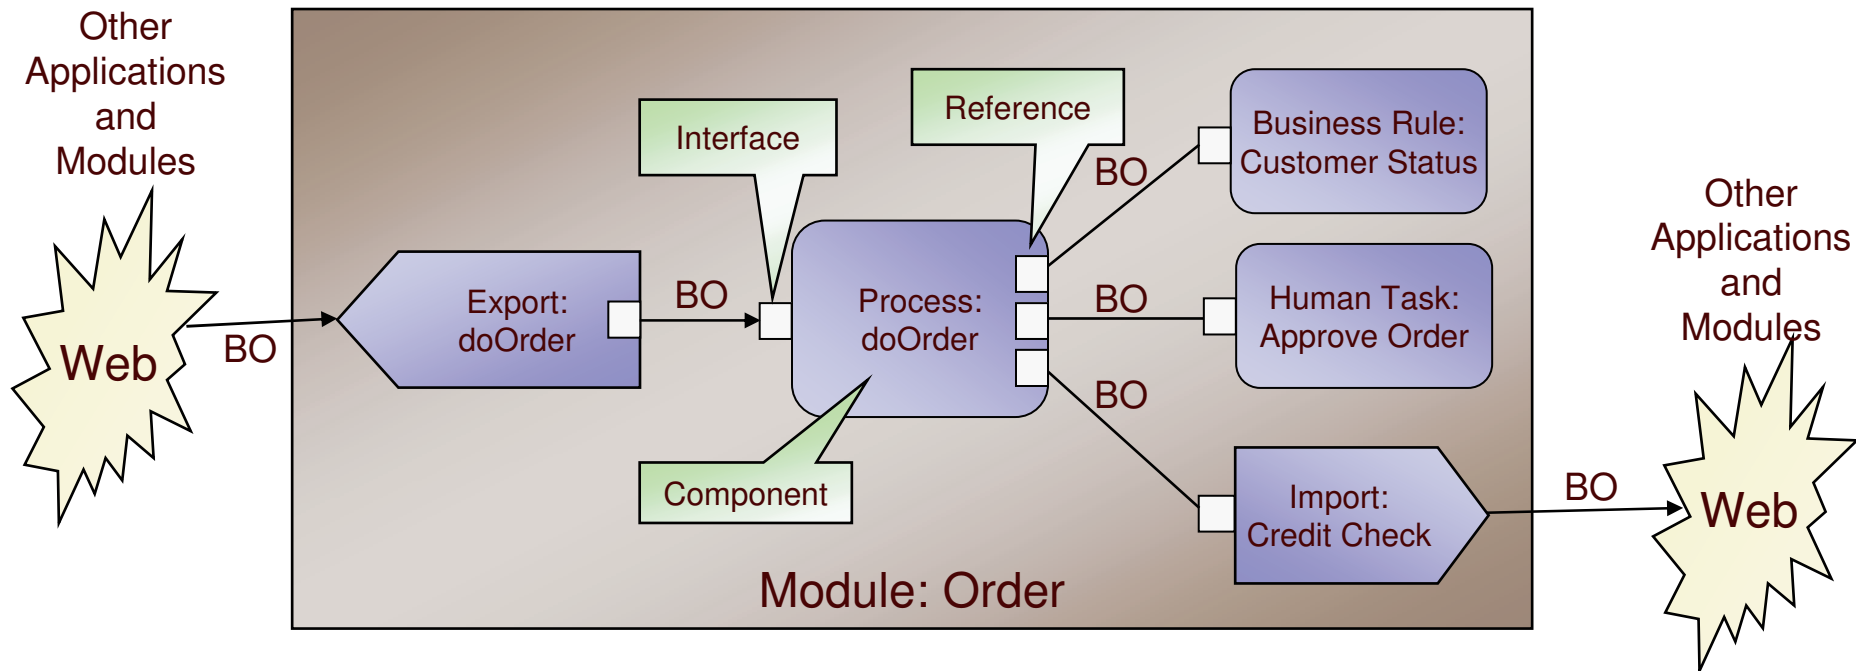 Other
Applications
and
Modules
Web
BO
Export:
doOrder
BO
Interface
Component
Process:
doOrder
Reference
BO
BO
BO
Business Rule:
Customer Status
Human Task:
Approve Order
Import:
Credit Check
Module: Order
BO
Other
Applications
and
Modules
Web